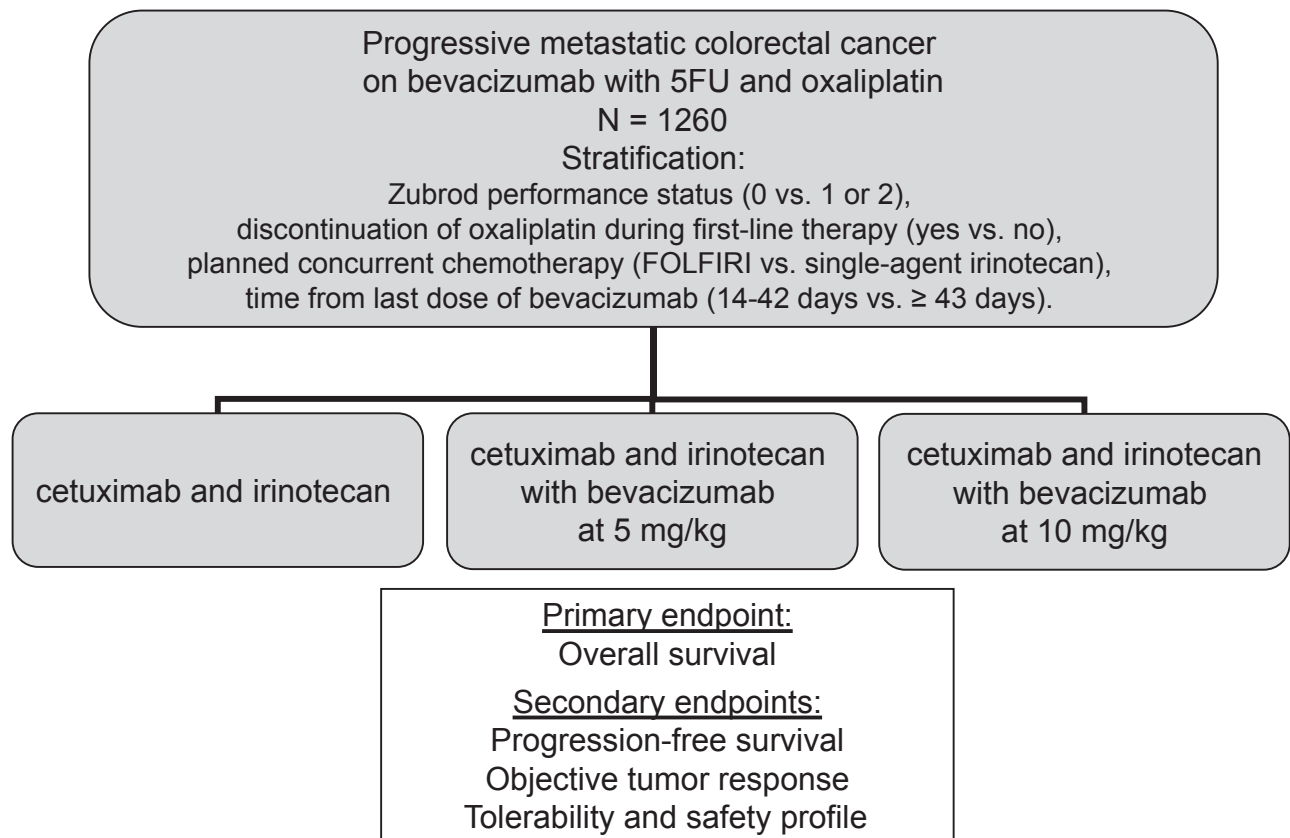 Progressive metastatic colorectal cancer
on bevacizumab with 5FU and oxaliplatin
N = 1260
Stratification:
Zubrod performance status (0 vs. 1 or 2),
discontinuation of oxaliplatin during first-line therapy (yes vs. no),
planned concurrent chemotherapy (FOLFIRI vs. single-agent irinotecan),
time from last dose of bevacizumab (14-42 days vs. ≥ 43 days).
cetuximab and irinotecan
cetuximab and irinotecan
with bevacizumab
at 5 mg/kg
cetuximab and irinotecan
with bevacizumab
at 10 mg/kg
Primary endpoint:
Overall survival
Secondary endpoints:
Progression-free survival
Objective tumor response
Tolerability and safety profile